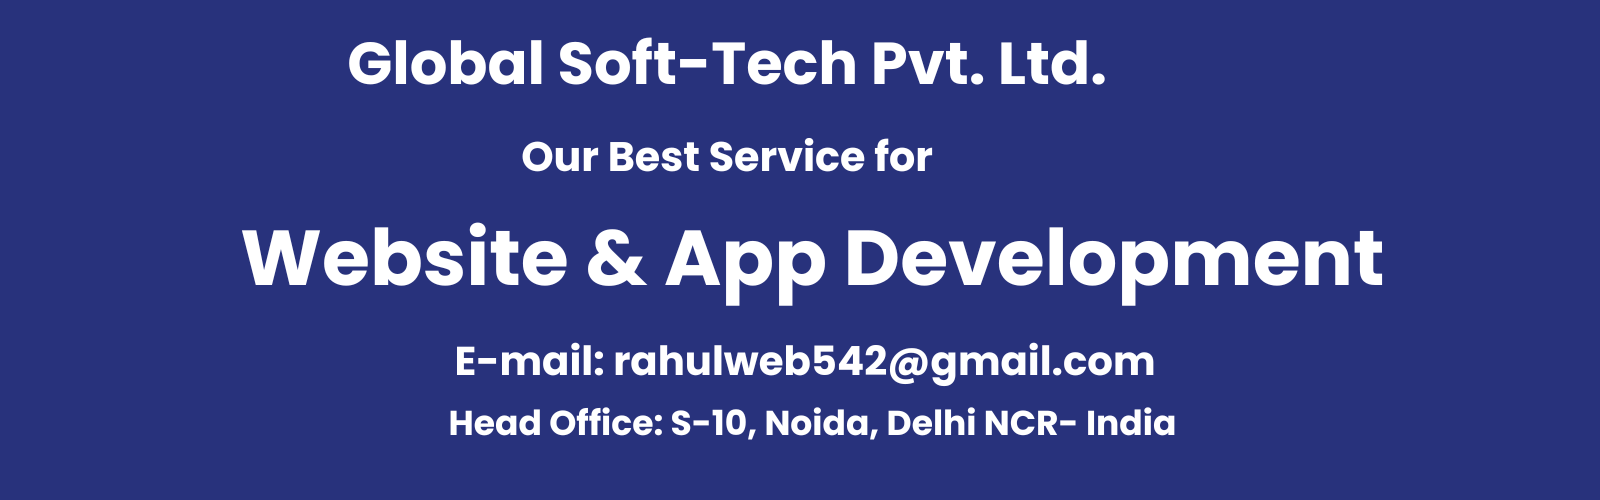 Global Soft-Tech Pvt. Ltd.
Our Best Service for
Website & App Development
E-mail: rahulweb542@gmail.com
Head Office: S-10, Noida, Delhi NCR- India